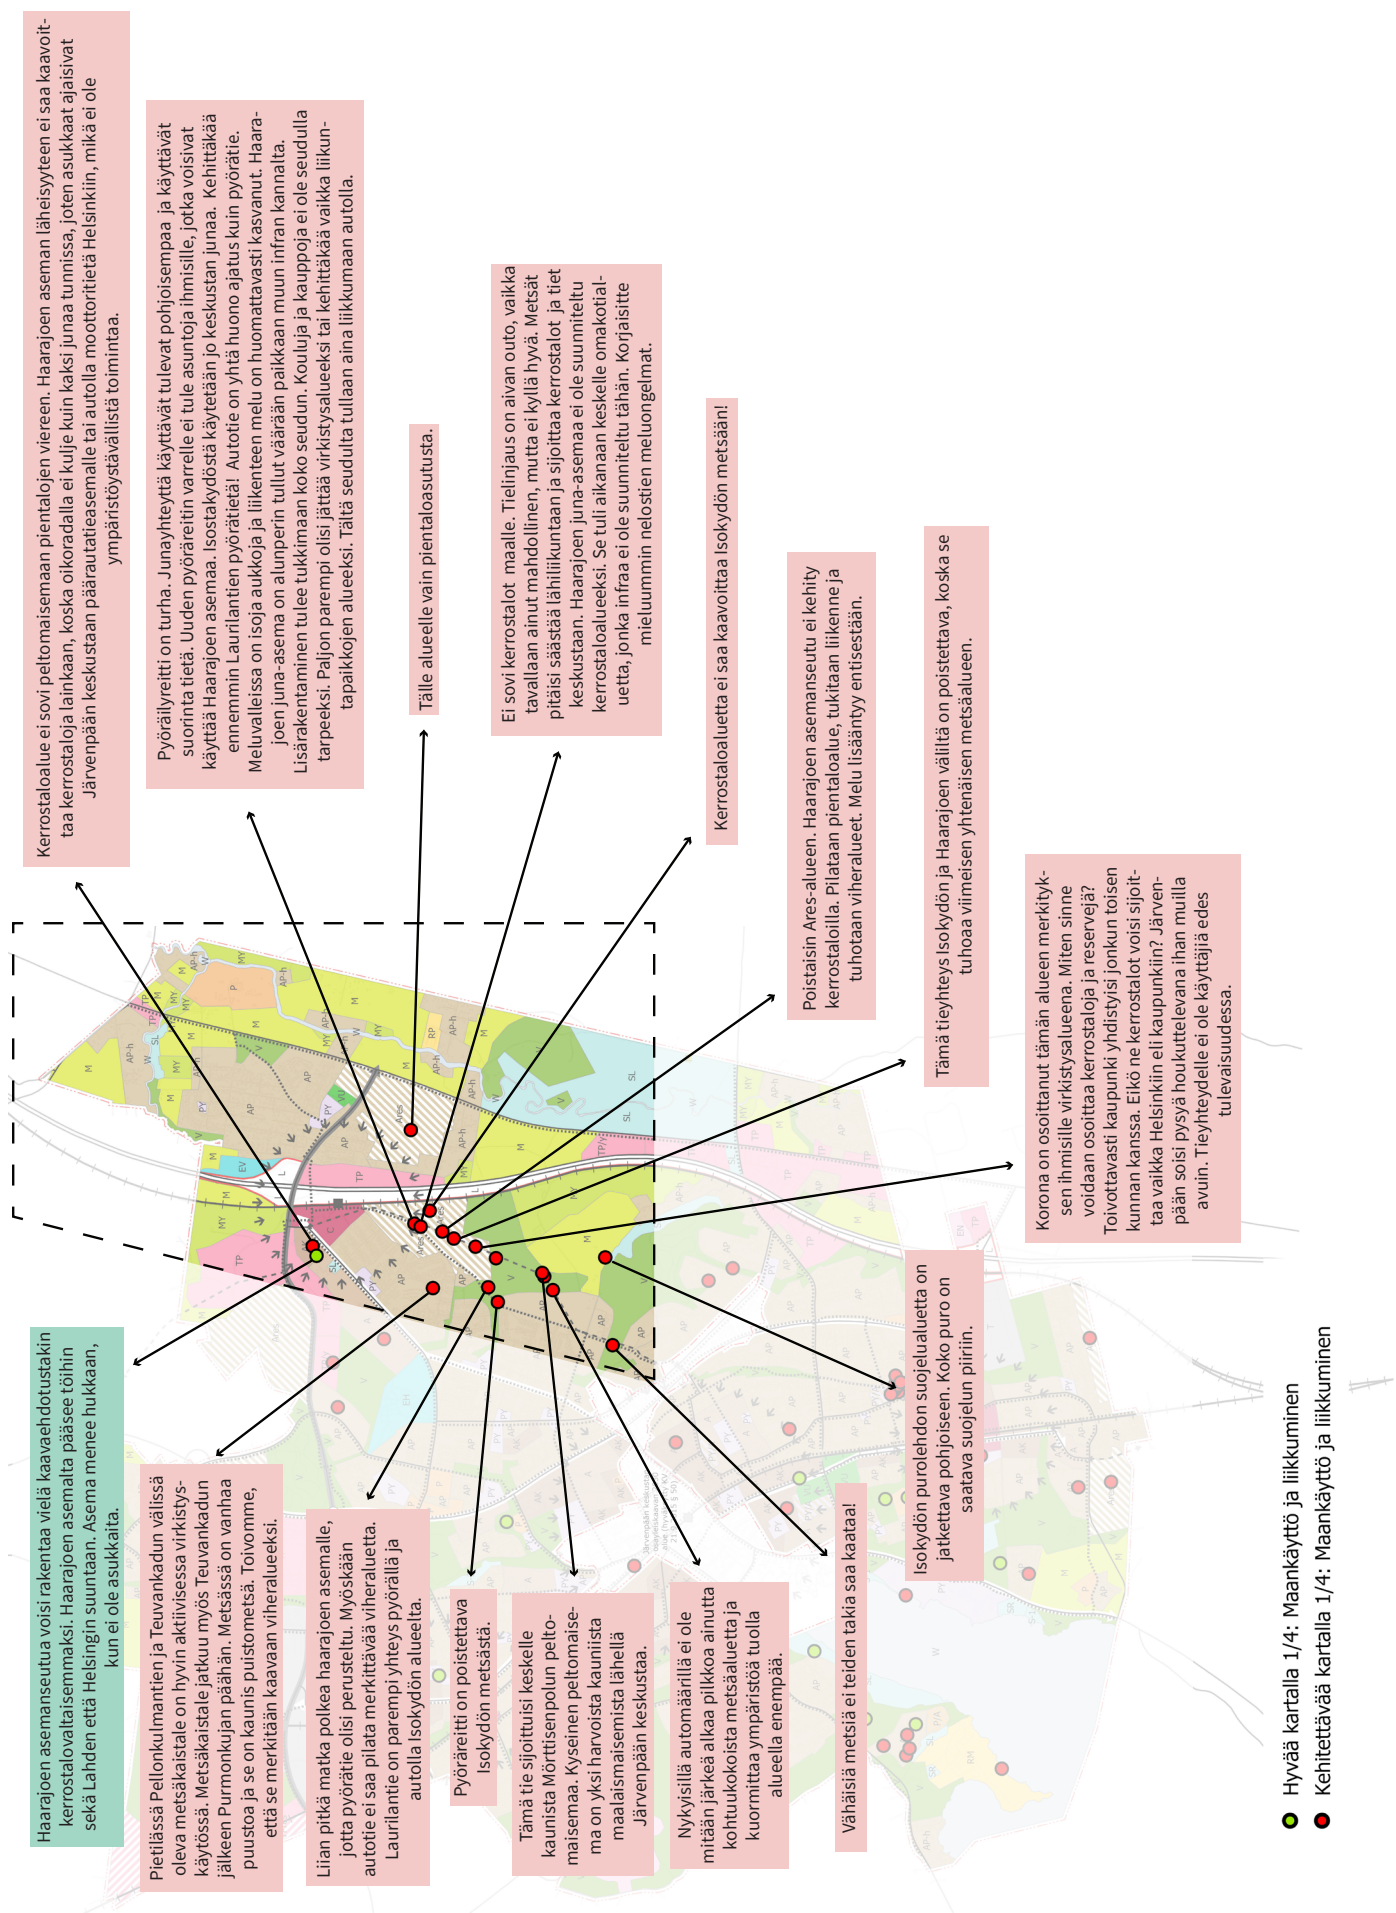 Kerrostaloalue ei sovi peltomaisemaan pientalojen viereen. Haarajoen aseman läheisyyteen ei saa kaavoit-
taa kerrostaloja lainkaan, koska oikoradalla ei kulje kuin kaksi junaa tunnissa, joten asukkaat ajaisivat
Järvenpään keskustaan päärautatieasemalle tai autolla moottoritietä Helsinkiin, mikä ei ole
ympäristöystävällistä toimintaa.
Pyöräilyreitti on turha. Junayhteyttä käyttävät tulevat pohjoisempaa ja käyttävät
suorinta tietä. Uuden pyöräreitin varrelle ei tule asuntoja ihmisille, jotka voisivat
käyttää Haarajoen asemaa. Isostakydöstä käytetään jo keskustan junaa. Kehittäkää
ennemmin Laurilantien pyörätietä! Autotie on yhtä huono ajatus kuin pyörätie.
Meluvalleissa on isoja aukkoja ja liikenteen melu on huomattavasti kasvanut. Haara-
joen juna-asema on alunperin tullut väärään paikkaan muun infran kannalta.
Lisärakentaminen tulee tukkimaan koko seudun. Kouluja ja kauppoja ei ole seudulla
tarpeeksi. Paljon parempi olisi jättää virkistysalueeksi tai kehittäkää vaikka liikun-
tapaikkojen alueeksi. Tältä seudulta tullaan aina liikkumaan autolla.
Tälle alueelle vain pientaloasutusta.
Ei sovi kerrostalot maalle. Tielinjaus on aivan outo, vaikka
tavallaan ainut mahdollinen, mutta ei kyllä hyvä. Metsät
pitäisi säästää lähiliikuntaan ja sijoittaa kerrostalot ja tiet
keskustaan. Haarajoen juna-asemaa ei ole suunniteltu
kerrostaloalueeksi. Se tuli aikanaan keskelle omakotial-
uetta, jonka infraa ei ole suunniteltu tähän. Korjaisitte
mieluummin nelostien meluongelmat.
Kerrostaloaluetta ei saa kaavoittaa Isokydön metsään!
Poistaisin Ares-alueen. Haarajoen asemanseutu ei kehity
kerrostaloilla. Pilataan pientaloalue, tukitaan liikenne ja
tuhotaan viheralueet. Melu lisääntyy entisestään.
Tämä tieyhteys Isokydön ja Haarajoen väliltä on poistettava, koska se
tuhoaa viimeisen yhtenäisen metsäalueen.
Korona on osoittanut tämän alueen merkityk-
sen ihmisille virkistysalueena. Miten sinne
voidaan osoittaa kerrostaloja ja reservejä?
Toivottavasti kaupunki yhdistyisi jonkun toisen
kunnan kanssa. Eikö ne kerrostalot voisi sijoit-
taa vaikka Helsinkiin eli kaupunkiin? Järven-
pään soisi pysyä houkuttelevana ihan muilla
avuin. Tieyhteydelle ei ole käyttäjiä edes
tulevaisuudessa.
Haarajoen asemanseutu voisi rakentaa vielä kaavaehdotustakin
kerrostalovaltaisemmaksi. Haarajoen asemalta pääsee töihin
sekä Lahden että Helsingin suuntaan. Asema menee hukkaan,
kun ei ole asukkaita.
Pietilässä Pellonkulmantien ja Teuvankadun välissä
oleva metsäkaistale on hyvin aktiivisessa virkistys-
käytössä. Metsäkaistale jatkuu myös Teuvankadun
jälkeen Purmonkujan päähän. Metsässä on vanhaa
puustoa ja se on kaunis puistometsä. Toivomme,
että se merkitään kaavaan viheralueeksi.
Liian pitkä matka polkea haarajoen asemalle,
jotta pyörätie olisi perusteltu. Myöskään
autotie ei saa pilata merkittävää viheraluetta.
Laurilantie on parempi yhteys pyörällä ja
autolla Isokydön alueelta.
Pyöräreitti on poistettava
Isokydön metsästä.
Tämä tie sijoittuisi keskelle
kaunista Mörttisenpolun pelto-
maisemaa. Kyseinen peltomaise-
ma on yksi harvoista kauniista
maalaismaisemista lähellä
Järvenpään keskustaa.
Nykyisillä automäärillä ei ole
mitään järkeä alkaa pilkkoa ainutta
kohtuukokoista metsäaluetta ja
kuormittaa ympäristöä tuolla
alueella enempää.
Vähäisiä metsiä ei teiden takia saa kaataa!
Isokydön purolehdon suojelualuetta on
jatkettava pohjoiseen. Koko puro on
saatava suojelun piiriin.
Hyvää kartalla 1/4: Maankäyttö ja liikkuminen
Kehitettävää kartalla 1/4: Maankäyttö ja liikkuminen